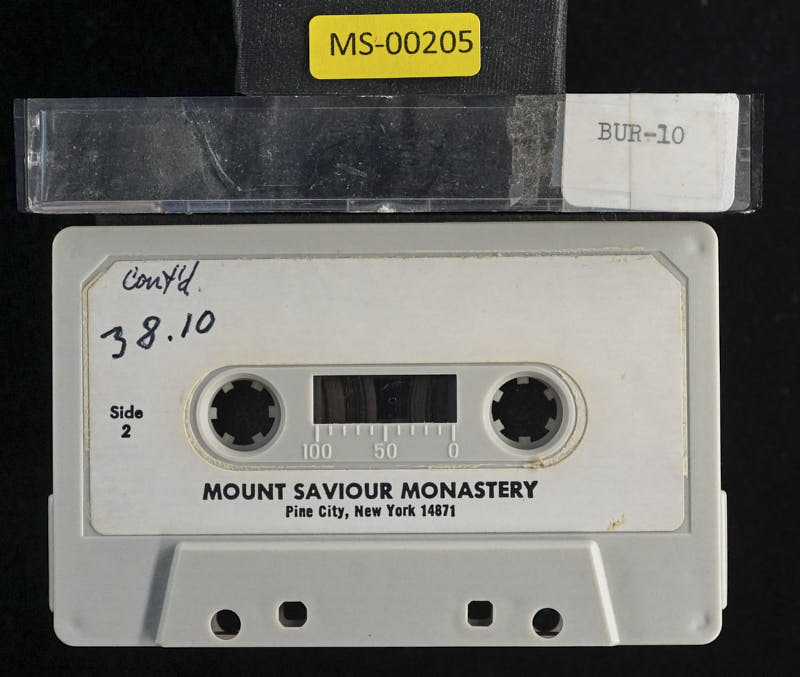 MS-00205
BUR-10
Cont'd.
38.10
Side
2
100 50 0
MOUNT SAVIOUR MONASTERY
Pine City, New York 14871